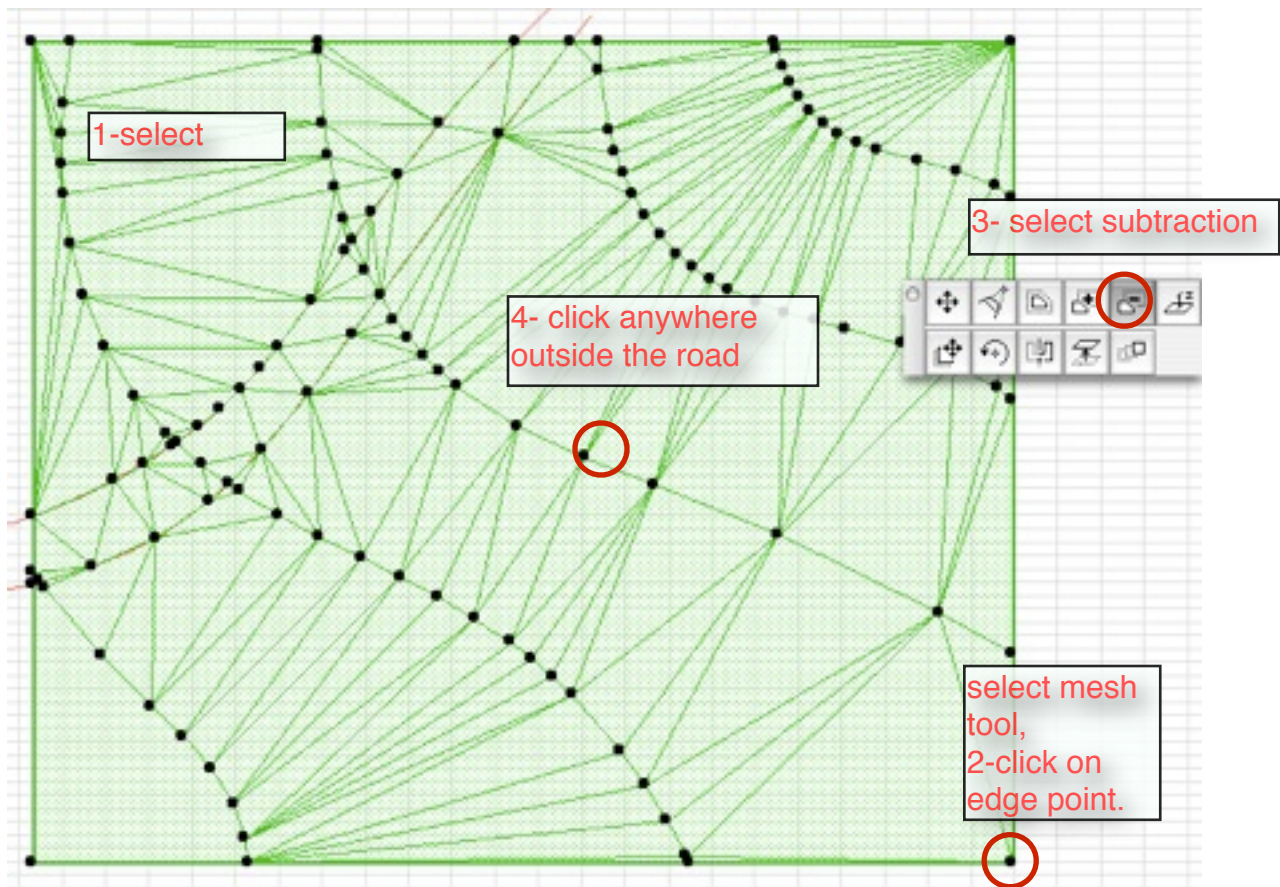 1-select
3- select subtraction
4- click anywhere
outside the road
select mesh
tool,
2-click on
edge point.